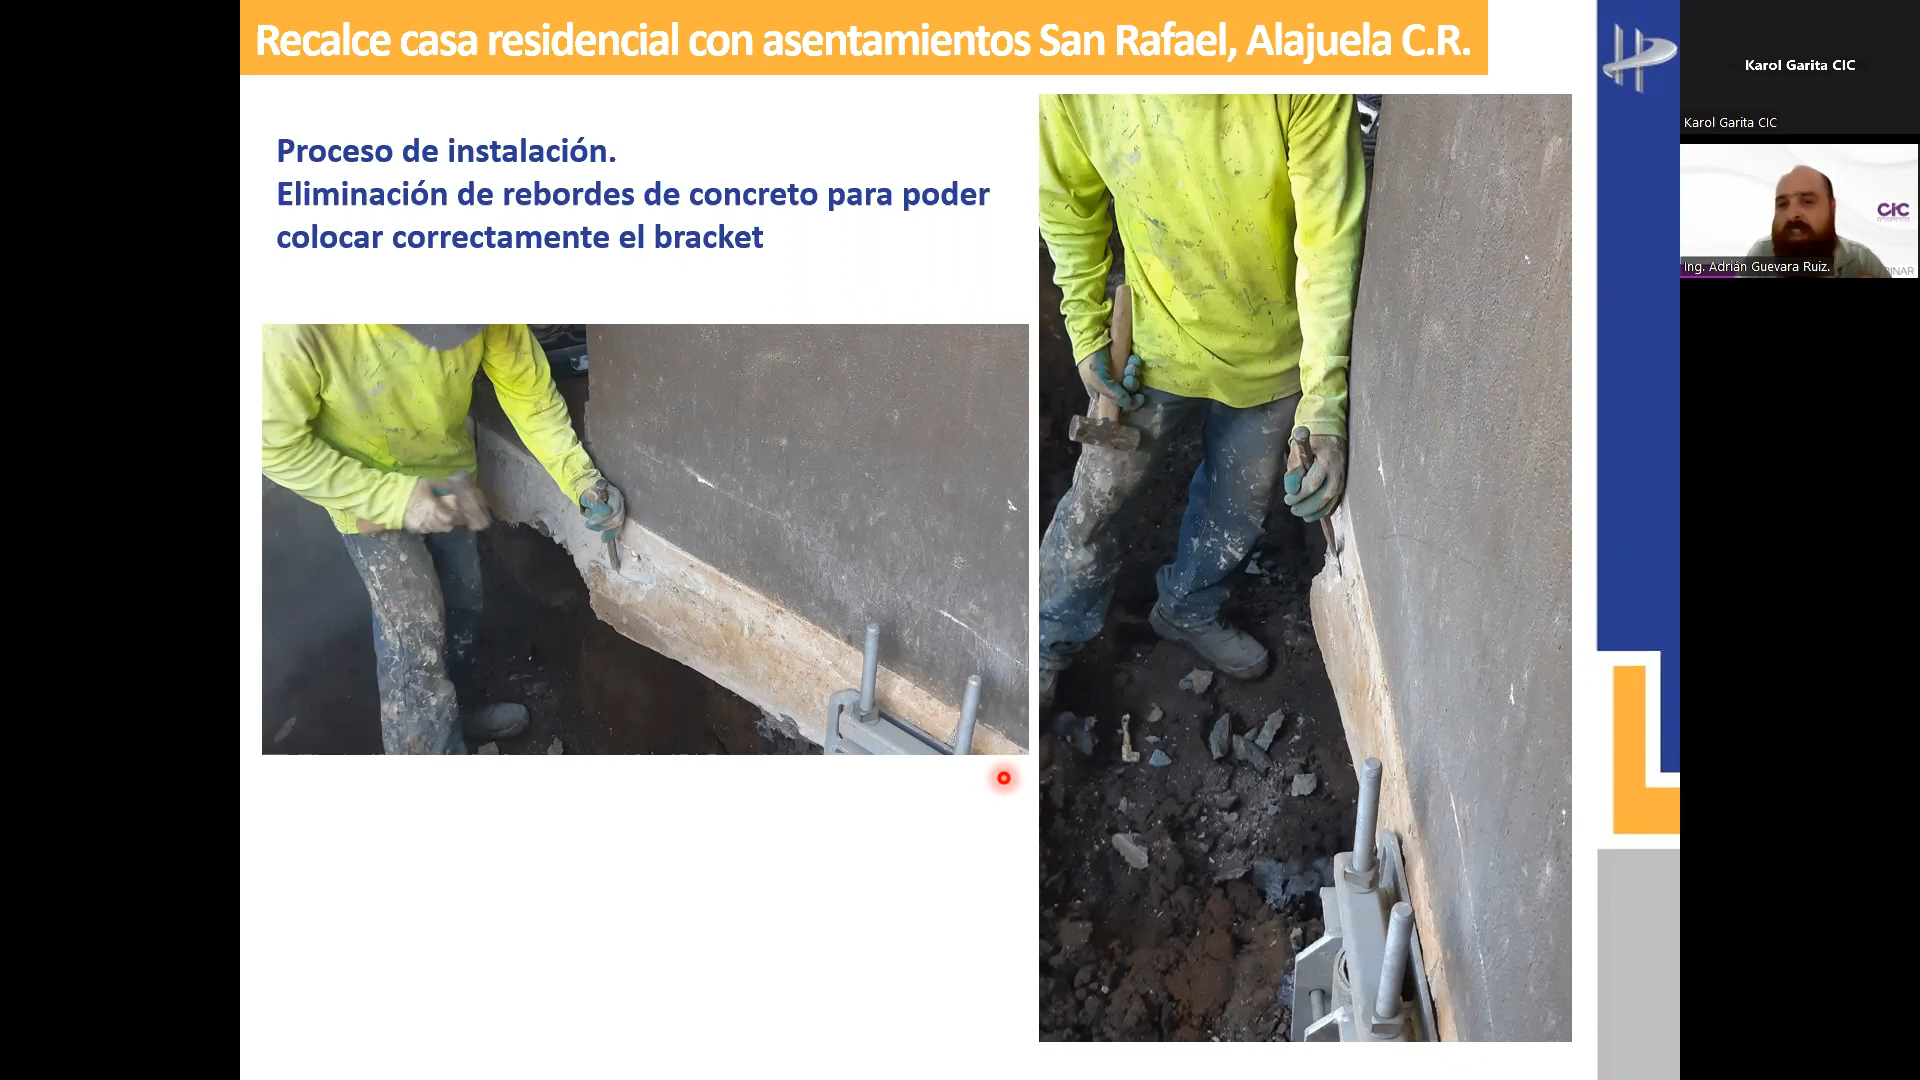 Recalce casa residencial con asentamientos San Rafael, Alajuela C.R.
Proceso de instalación.
Eliminación de rebordes de concreto para poder
colocar correctamente el bracket
Karol Garita CIC
Karol Garita CIC
CIC
Ing. Adrián Guevara Ruiz.